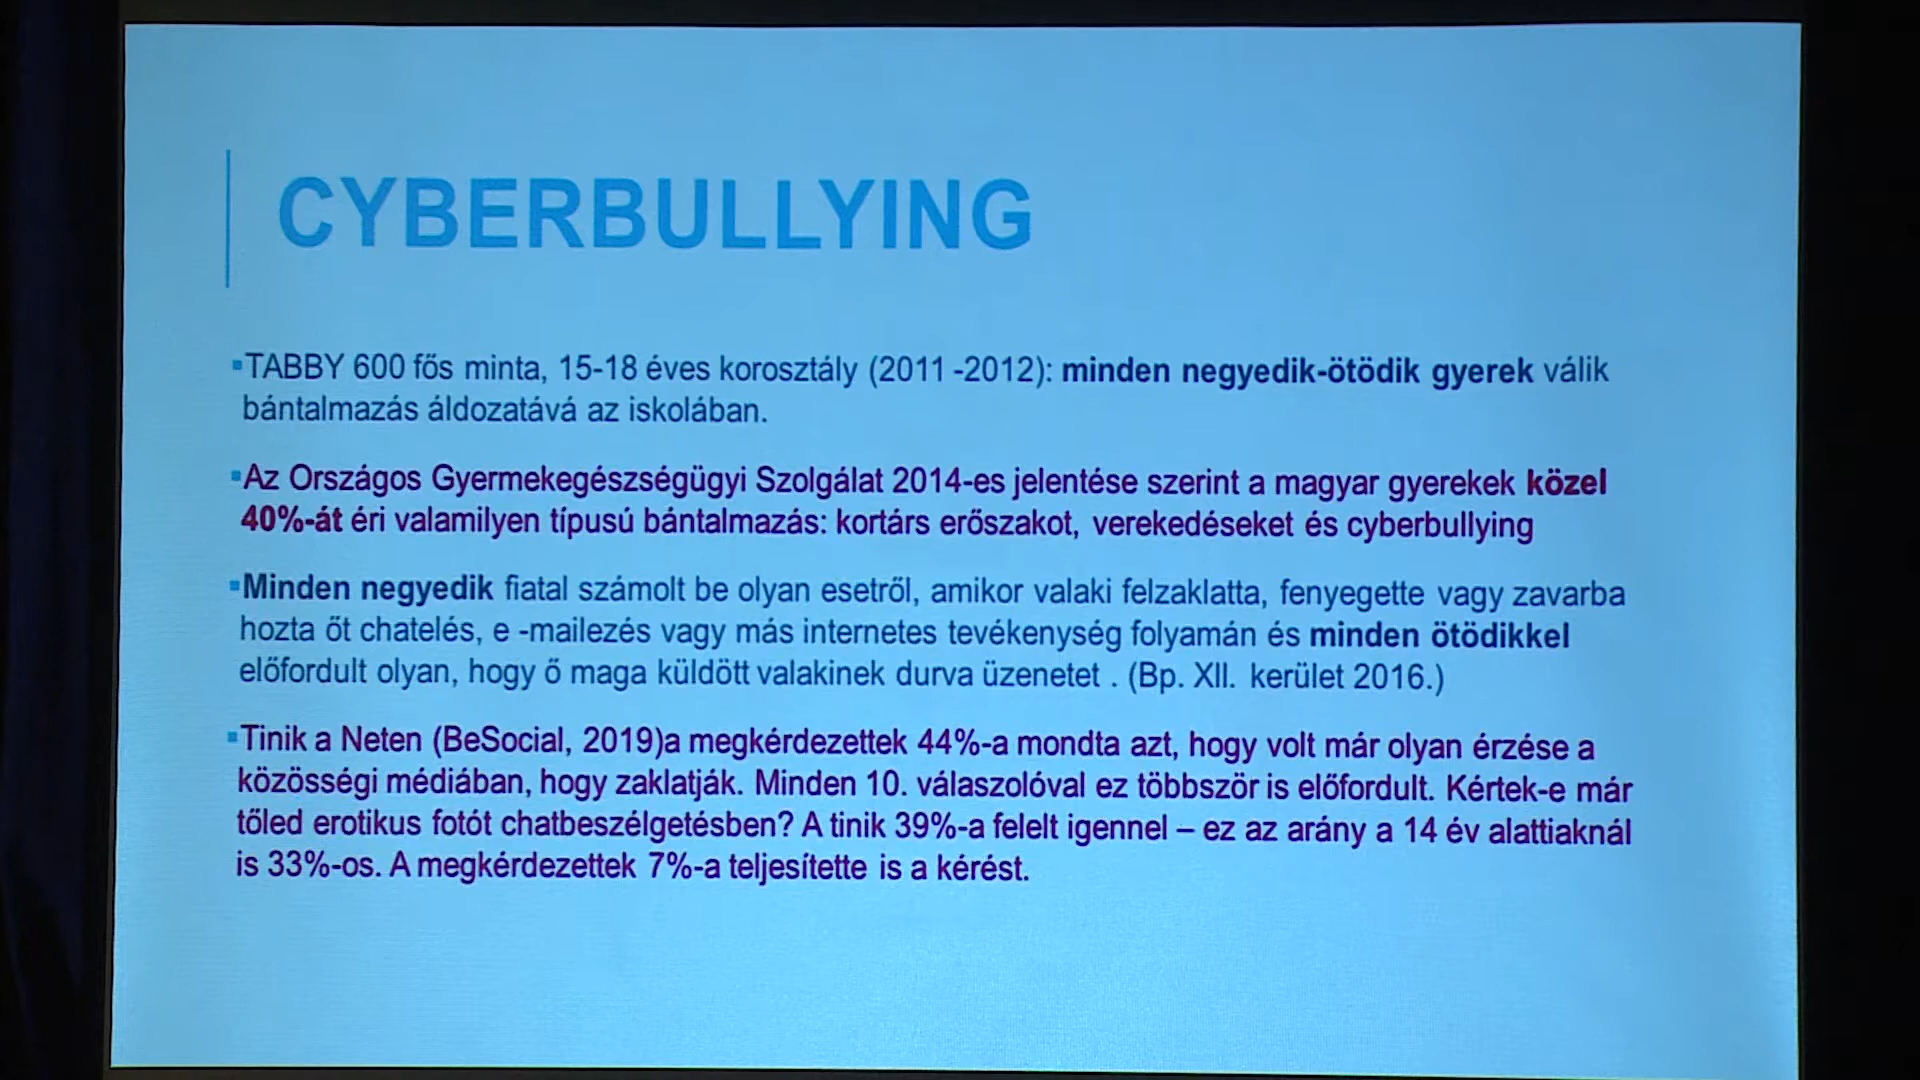 CYBERBULLYING
▪TABBY 600 fős minta, 15-18 éves korosztály (2011 -2012): minden negyedik-ötödik gyerek válik
bántalmazás áldozatává az iskolában.
▪Az Országos Gyermekegészségügyi Szolgálat 2014-es jelentése szerint a magyar gyerekek közel
40%-át éri valamilyen típusú bántalmazás: kortárs erőszakot, verekedéseket és cyberbullying
▪Minden negyedik fiatal számolt be olyan esetről, amikor valaki felzaklatta, fenyegette vagy zavarba
hozta őt chatelés, e -mailezés vagy más internetes tevékenység folyamán és minden ötödikkel
előfordult olyan, hogy ő maga küldött valakinek durva üzenetet . (Bp. XII. kerület 2016.)
▪Tinik a Neten (BeSocial, 2019)a megkérdezettek 44%-a mondta azt, hogy volt már olyan érzése a
közösségi médiában, hogy zaklatják. Minden 10. válaszolóval ez többször is előfordult. Kértek-e már
tőled erotikus fotót chatbeszélgetésben? A tinik 39%-a felelt igennel – ez az arány a 14 év alattiaknál
is 33%-os. A megkérdezettek 7%-a teljesítette is a kérést.